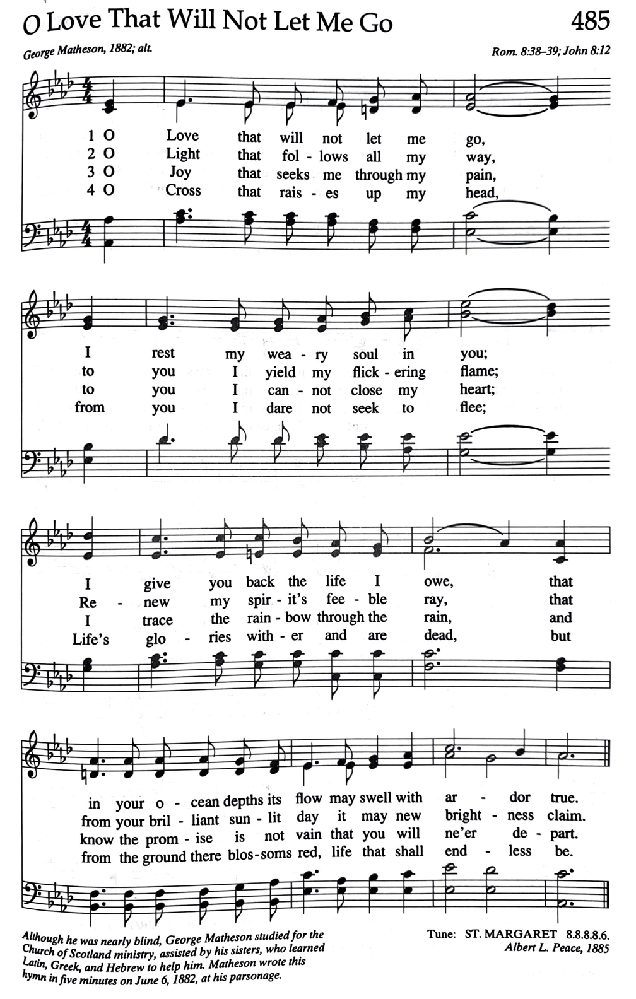 O Love That Will Not Let Me Go 485
George Matheson, 1882; alt. Rom. 8:38–39; John 8:12
1 O Love that will not let me go,
2 O Light that fol - lows all my way,
3 O Joy that seeks me through my pain,
4 O Cross that rais - es up my head,
I rest my wea - ry soul in you;
to you I yield my flick - ering flame;
to you I can - not close my heart;
from you I dare not seek to flee;
I give you back the life I owe, that
Re - new my spir - it's fee - ble ray, that
I trace the rain - bow through the rain, and
Life's glo - ries with - er and are dead, but
in your o - cean depths its flow may swell with ar - dor true.
from your bril - liant sun - lit day it may new bright - ness claim.
know the prom - ise is not vain that you will ne'er de - part.
from the ground there blos - soms red, life that shall end - less be.
Although he was nearly blind, George Matheson studied for the
Church of Scotland ministry, assisted by his sisters, who learned
Latin, Greek, and Hebrew to help him. Matheson wrote this
hymn in five minutes on June 6, 1882, at his parsonage.
Tune: ST. MARGARET 8.8.8.8.6.
Albert L. Peace, 1885